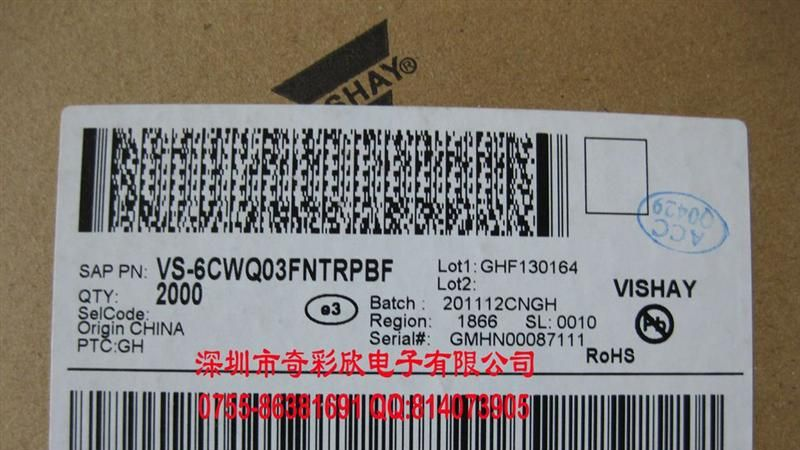 VISHAY®
ACC
Q0429
SAP PN: VS-6CWQ03FNTRPBF
QTY: 2000
SelCode:
Origin CHINA
PTC:GH
e3
Lot1: GHF130164
Lot2:
Batch : 201112CNGH
Region: 1866 SL: 0010
Serial#: GMHN00087111
VISHAY
Pb
RoHS
深圳市奇彩欣电子有限公司
0755-86381691 QQ:814073905